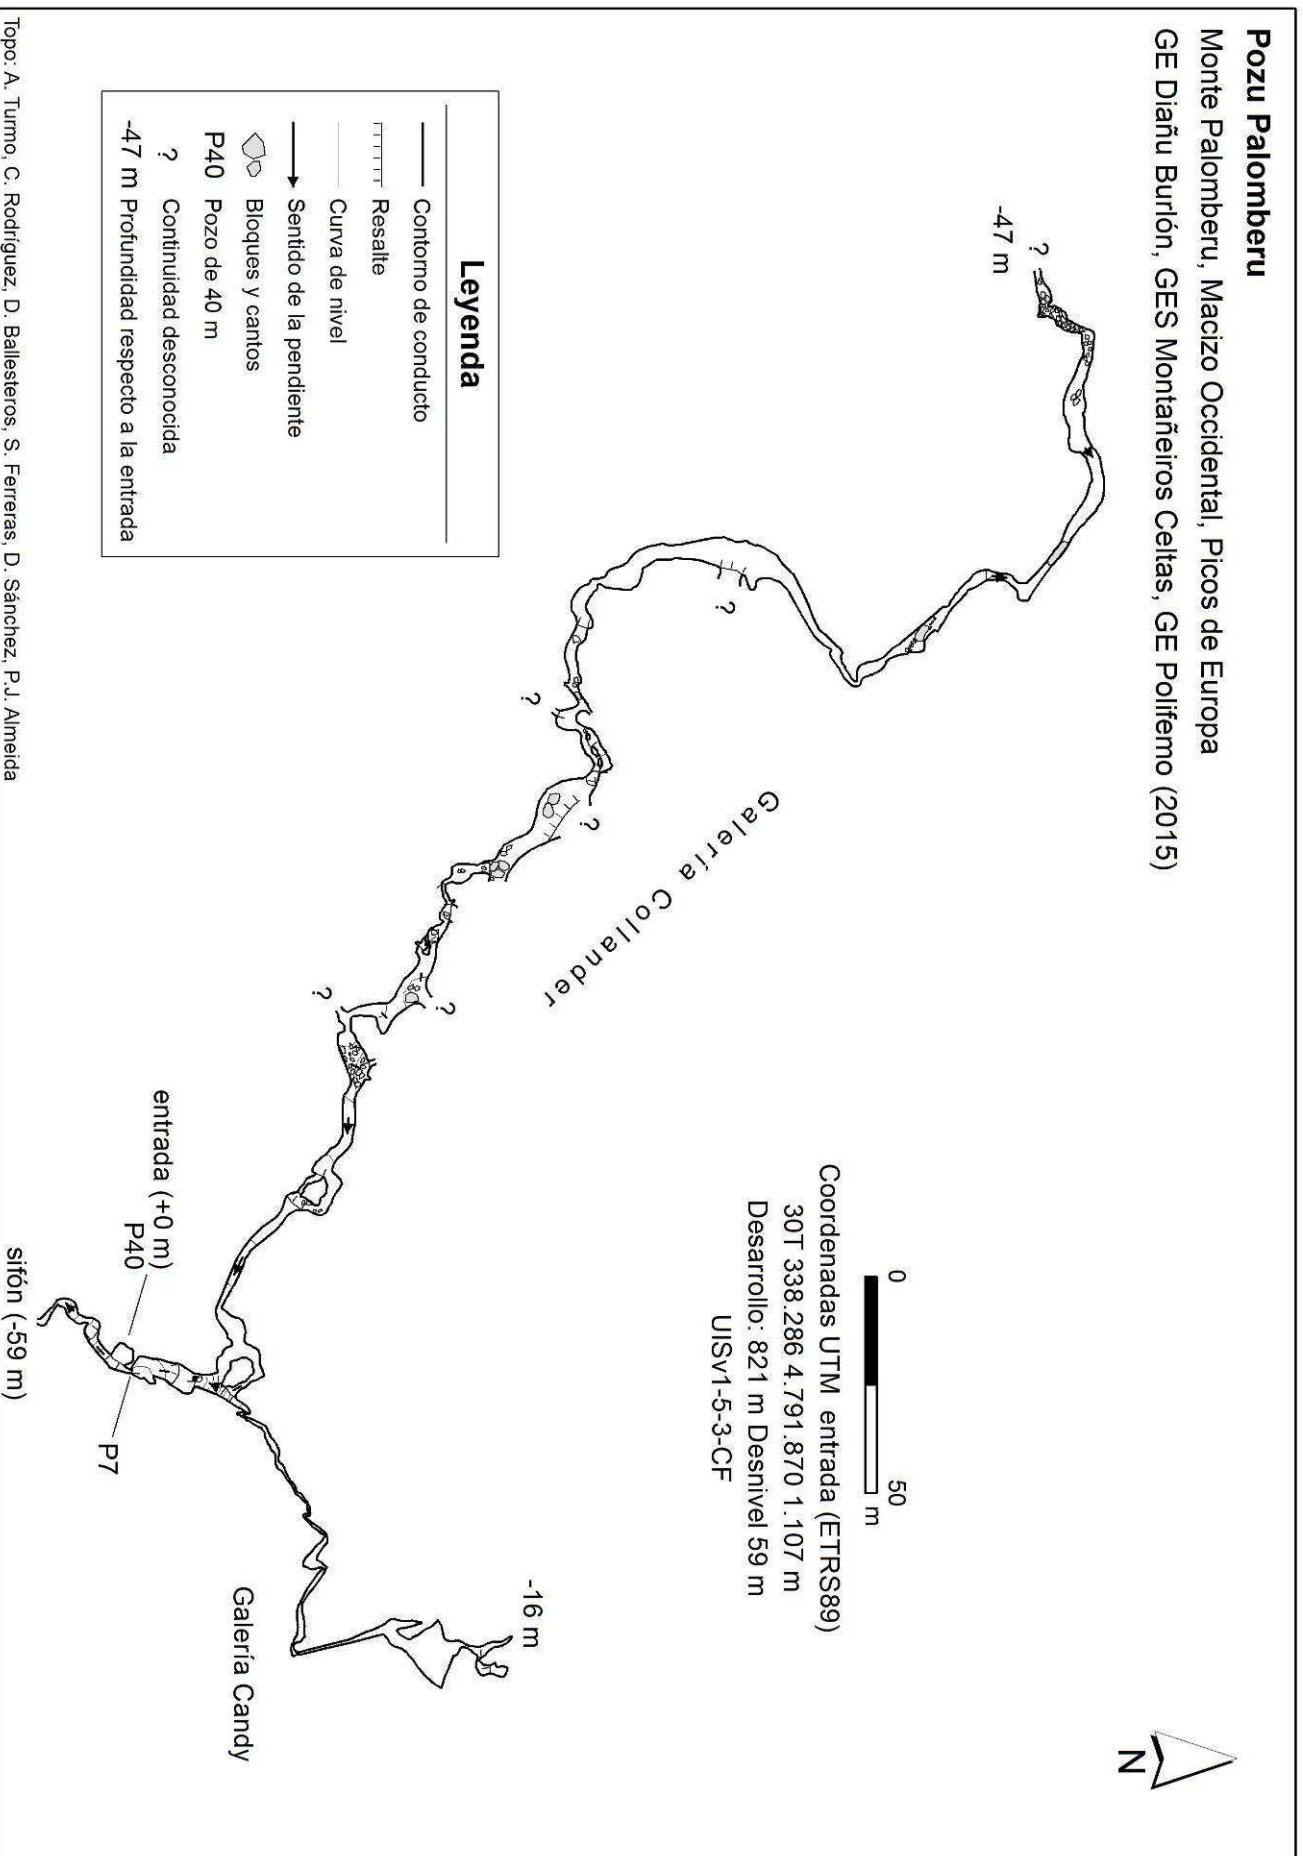 Pozu Palomberu
Monte Palomberu, Macizo Occidental, Picos de Europa
GE Diañu Burlón, GES Montañeiros Celtas, GE Polifemo (2015)
N
0 50 m
Coordenadas UTM entrada (ETRS89)
30T 338.286 4.791.870 1.107 m
Desarrollo: 821 m Desnivel 59 m
UISv1-5-3-CF
?
-47 m
?
?
?
?
?
Galería Collander
-16 m
Galería Candy
entrada (+0 m)
P40
P7
sifón (-59 m)
Leyenda
Contorno de conducto
Resalte
Curva de nivel
Sentido de la pendiente
Bloques y cantos
P40 Pozo de 40 m
? Continuidad desconocida
-47 m Profundidad respecto a la entrada
Topo: A. Turmo, C. Rodríguez, D. Ballesteros, S. Ferreras, D. Sánchez, P.J. Almeida